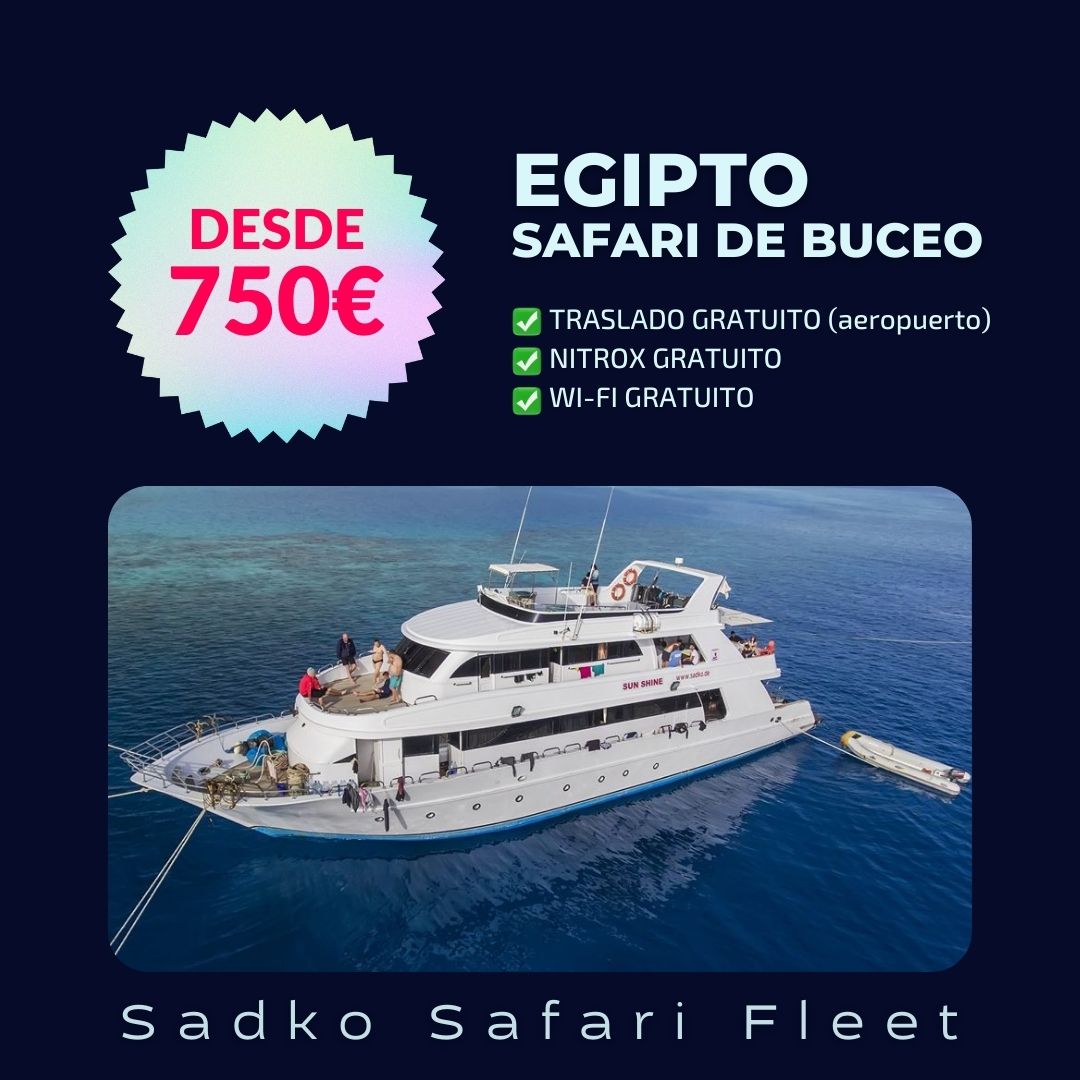 DESDE
750€
EGIPTO
SAFARI DE BUCEO
✅ TRASLADO GRATUITO (aeropuerto)
✅ NITROX GRATUITO
✅ WI-FI GRATUITO
SUN SHINE
www.sadko.de
Sadko Safari Fleet